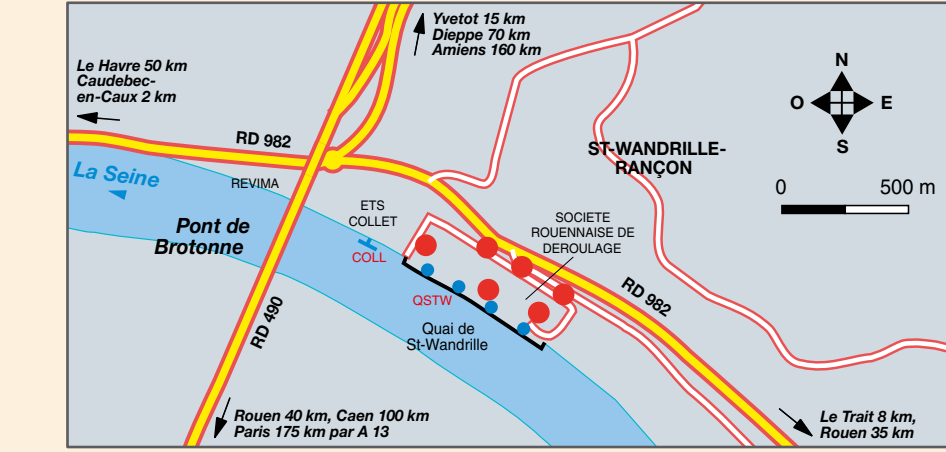 Yvetot 15 km
Dieppe 70 km
Amiens 160 km
Le Havre 50 km
Caudebec-
en-Caux 2 km
N
O
E
S
RD 982
ST-WANDRILLE-
RANÇON
La Seine
REVIMA
0
500 m
ETS
COLLET
Pont de
Brotonne
SOCIETE
ROUENNAISE DE
DEROULAGE
COLL
QSTW
RD 982
RD 490
Quai de
St-Wandrille
Rouen 40 km, Caen 100 km
Paris 175 km par A 13
Le Trait 8 km,
Rouen 35 km